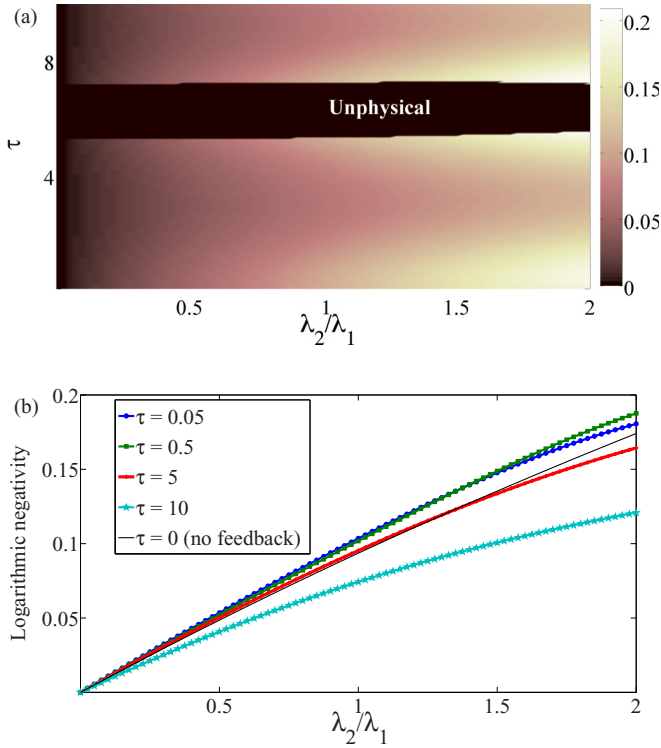 (a)
8
4
τ
Unphysical
0.5
1
1.5
2
λ2/λ1
0.2
0.15
0.1
0.05
0
(b)
0.2
0.15
0.1
0.05
Logarithmic negativity
τ = 0.05
τ = 0.5
τ = 5
τ = 10
τ = 0 (no feedback)
0.5
1
1.5
2
λ2/λ1